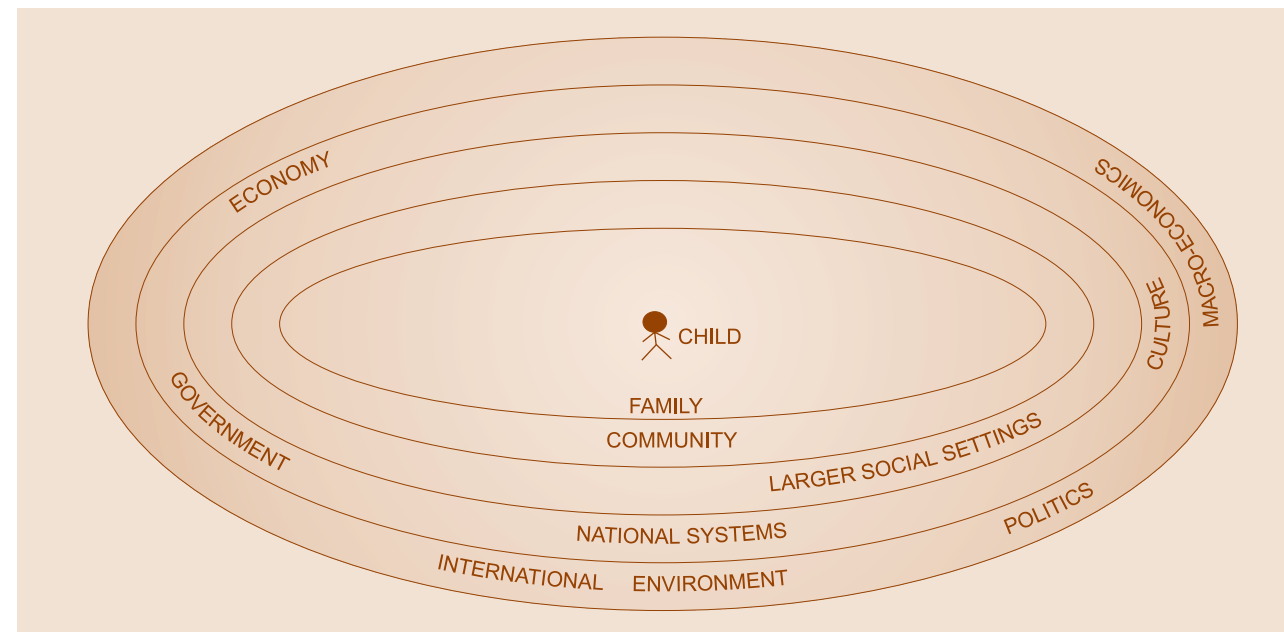 ECONOMY
MACRO-ECONOMICS
CULTURE
CHILD
GOVERNMENT
FAMILY
COMMUNITY
LARGER SOCIAL SETTINGS
POLITICS
NATIONAL SYSTEMS
INTERNATIONAL ENVIRONMENT